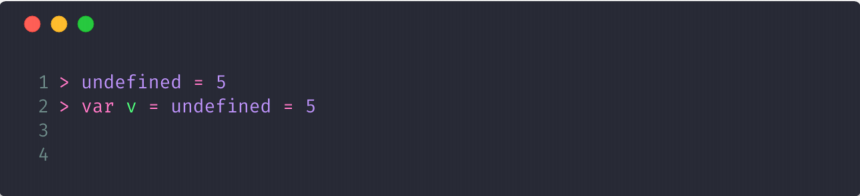 1 > undefined = 5
2 > var v = undefined = 5
3
4